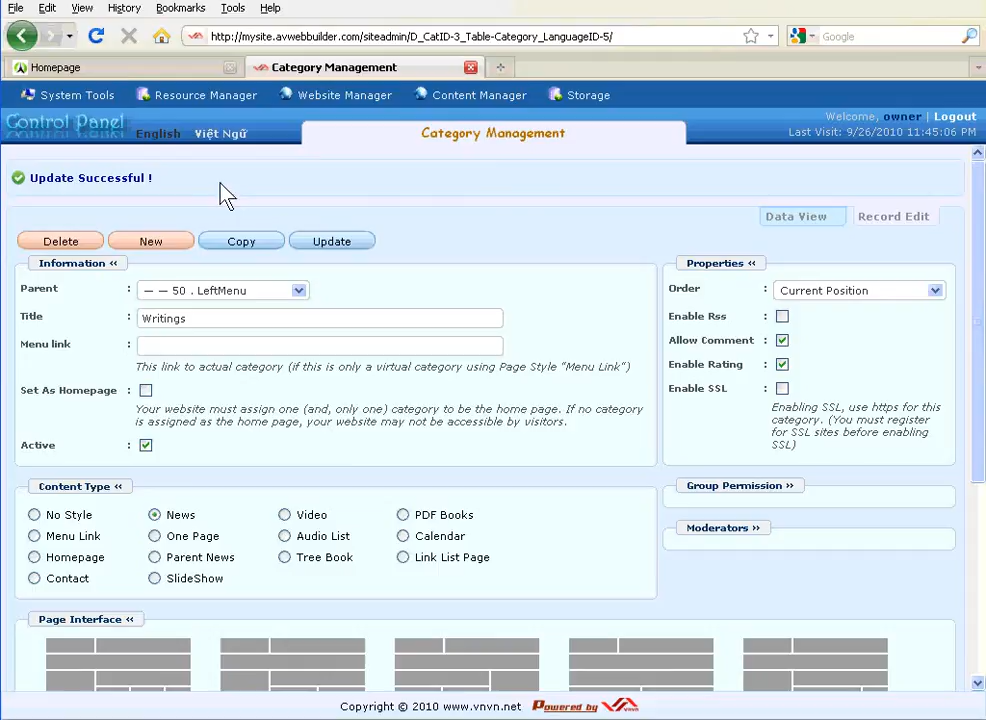 File Edit View History Bookmarks Tools Help
http://mysite.avwebbuilder.com/siteadmin/D_CatID-3_Table-Category_LanguageID-5/ Google
Homepage Category Management
System Tools Resource Manager Website Manager Content Manager Storage
Control Panel English Việt Ngữ Category Management Welcome, owner | Logout
Last Visit: 9/26/2010 11:45:06 PM
Update Successful !
Data View Record Edit
Delete New Copy Update
Information «
Parent : — — 50 . LeftMenu
Title : Writings
Menu link :
This link to actual category (if this is only a virtual category using Page Style "Menu Link")
Set As Homepage :
Your website must assign one (and, only one) category to be the home page. If no category
is assigned as the home page, your website may not be accessible by visitors.
Active :
Properties «
Order : Current Position
Enable Rss :
Allow Comment :
Enable Rating :
Enable SSL :
Enabling SSL, use https for this
category. (You must register
for SSL sites before enabling
SSL)
Content Type «
No Style News Video PDF Books
Menu Link One Page Audio List Calendar
Homepage Parent News Tree Book Link List Page
Contact SlideShow
Group Permission »
Moderators »
Page Interface «
Copyright © 2010 www.vnvn.net Powered by